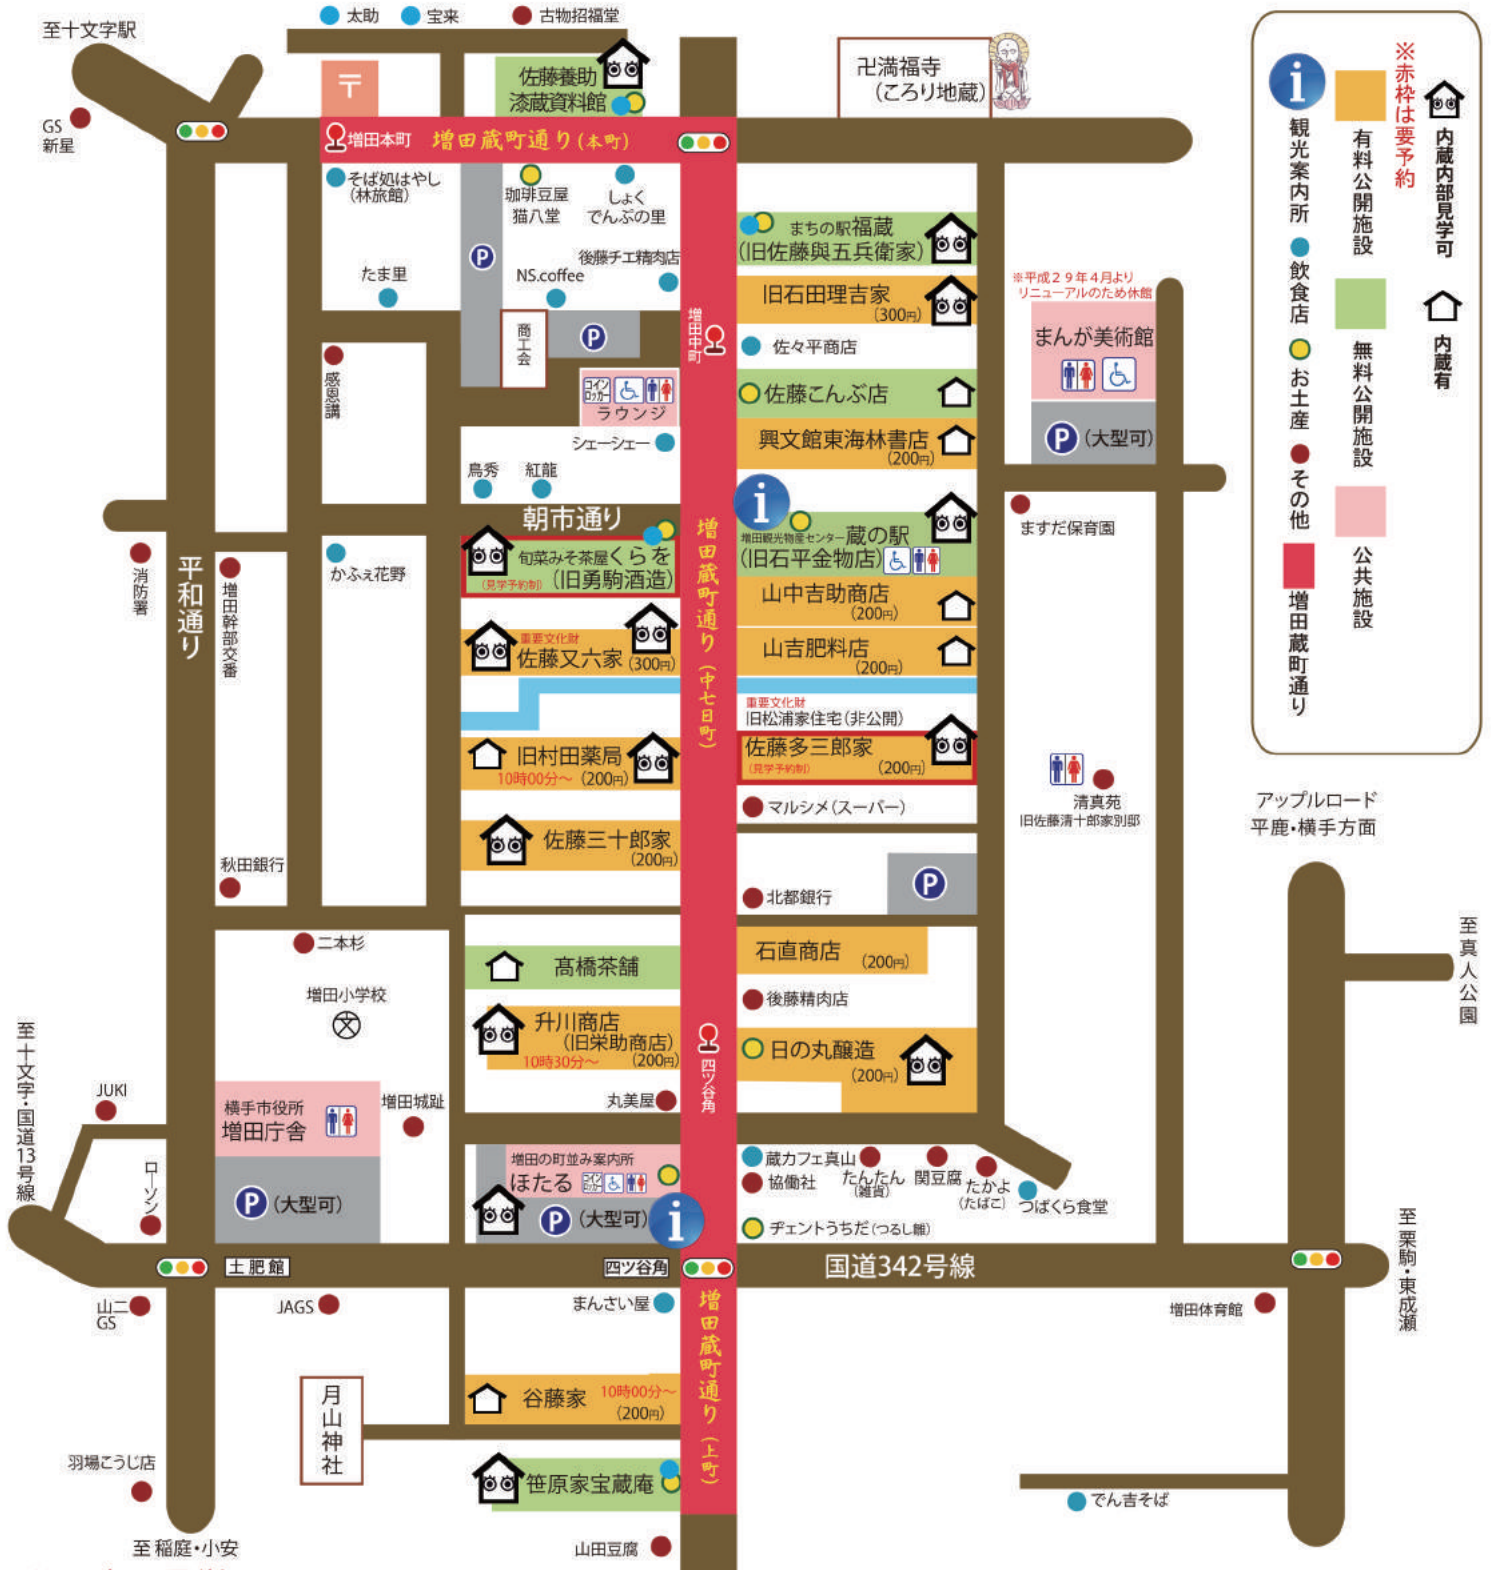 太助
宝来
古物招福堂
至十文字駅
GS
新星
〒
佐藤養助
漆蔵資料館
卍満福寺
(ころり地蔵)
増田本町
増田蔵町通り(本町)
そば処はやし
(林旅館)
珈琲豆屋
猫八堂
しょく
でんぷの里
P
後藤チエ精肉店
たま里
NS.coffee
商工会
P
増田中町
コイン
ロッカー
ラウンジ
感恩講
シェーシェー
鳥秀
紅龍
朝市通り
まちの駅福蔵
(旧佐藤與五兵衛家)
旧石田理吉家
(300円)
佐々平商店
佐藤こんぶ店
興文館東海林書店
(200円)
※平成29年4月より
リニューアルのため休館
まんが美術館
P (大型可)
ますだ保育園
i
増田観光物産センター 蔵の駅
(旧石平金物店)
山中吉助商店
(200円)
山吉肥料店
(200円)
重要文化財
旧松浦家住宅(非公開)
佐藤多三郎家
(見学予約制)
(200円)
マルシメ(スーパー)
P
北都銀行
石直商店
(200円)
後藤精肉店
日の丸醸造
(200円)
清真苑
旧佐藤清十郎家別邸
消防署
平和通り
増田幹部交番
かふぇ花野
旬菜みそ茶屋くらを
(見学予約制)
(旧勇駒酒造)
重要文化財
佐藤又六家
(300円)
増田蔵町通り(中七日町)
旧村田薬局
10時00分～
(200円)
佐藤三十郎家
(200円)
秋田銀行
二本杉
増田小学校
文
髙橋茶舗
升川商店
(旧栄助商店)
10時30分～
(200円)
四ツ谷角
丸美屋
至十文字・国道13号線
JUKI
ローソン
横手市役所
増田庁舎
P (大型可)
増田城趾
増田の町並み案内所
ほたる
コイン
ロッカー
P (大型可)
i
蔵カフェ真山
協働社
たんたん
(雑貨)
関豆腐
たかよ
(たばこ)
つばくら食堂
ヂェントうちだ(つるし雛)
土肥館
四ツ谷角
国道342号線
山二
GS
JAGS
まんさい屋
増田蔵町通り(上町)
月山神社
谷藤家
10時00分～
(200円)
羽場こうじ店
笹原家宝蔵庵
至稲庭・小安
山田豆腐
増田体育館
でん吉そば
アップルロード
平鹿・横手方面
至真人公園
至栗駒・東成瀬
i
観光案内所
飲食店
お土産
その他
増田蔵町通り
有料公開施設
無料公開施設
公共施設
※赤枠は要予約
内蔵内部見学可
内蔵有